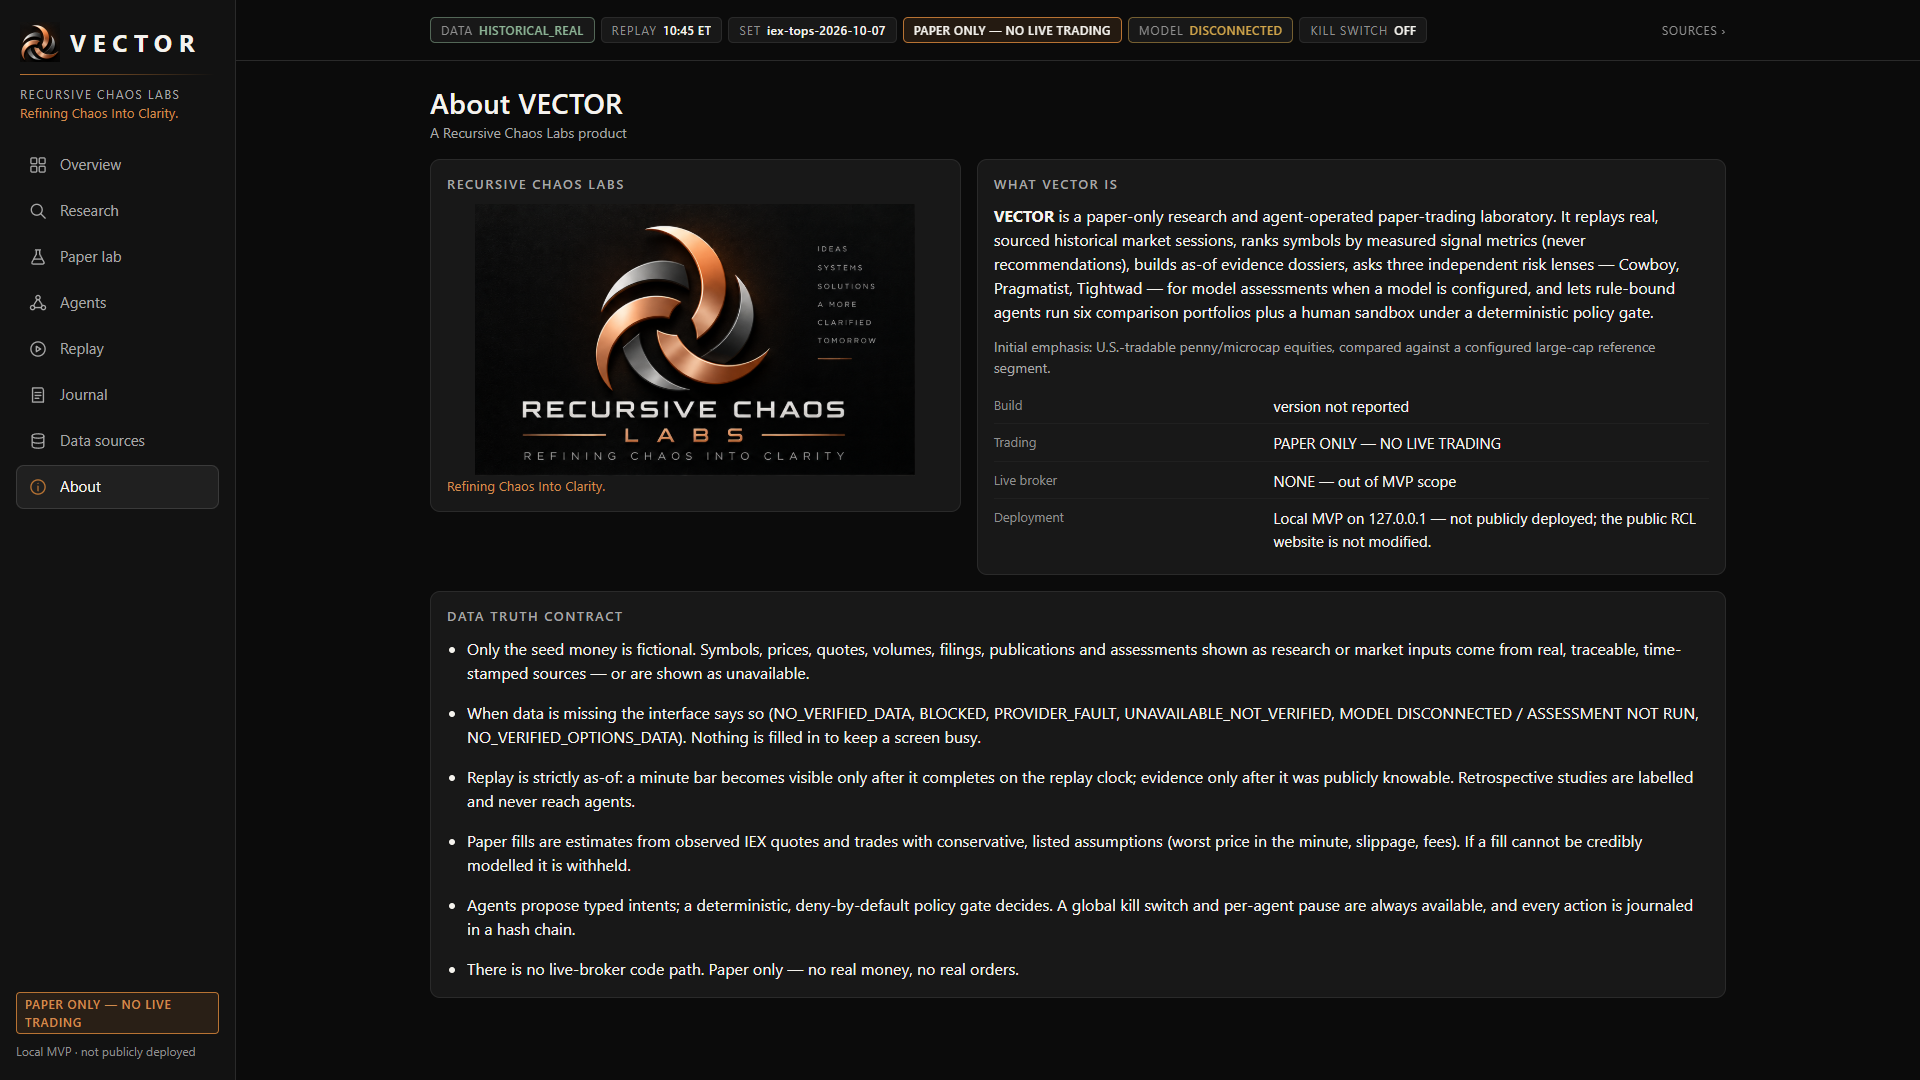 VECTOR
RECURSIVE CHAOS LABS
Refining Chaos Into Clarity.
Overview
Research
Paper lab
Agents
Replay
Journal
Data sources
About
PAPER ONLY — NO LIVE
TRADING
Local MVP · not publicly deployed
DATA HISTORICAL_REAL
REPLAY 10:45 ET
SET iex-tops-2026-10-07
PAPER ONLY — NO LIVE TRADING
MODEL DISCONNECTED
KILL SWITCH OFF
SOURCES ›
About VECTOR
A Recursive Chaos Labs product
RECURSIVE CHAOS LABS
IDEAS
SYSTEMS
SOLUTIONS
A MORE
CLARIFIED
TOMORROW
RECURSIVE CHAOS
LABS
REFINING CHAOS INTO CLARITY
Refining Chaos Into Clarity.
WHAT VECTOR IS
VECTOR is a paper-only research and agent-operated paper-trading laboratory. It replays real,
sourced historical market sessions, ranks symbols by measured signal metrics (never
recommendations), builds as-of evidence dossiers, asks three independent risk lenses — Cowboy,
Pragmatist, Tightwad — for model assessments when a model is configured, and lets rule-bound
agents run six comparison portfolios plus a human sandbox under a deterministic policy gate.
Initial emphasis: U.S.-tradable penny/microcap equities, compared against a configured large-cap reference
segment.
Build version not reported
Trading PAPER ONLY — NO LIVE TRADING
Live broker NONE — out of MVP scope
Deployment Local MVP on 127.0.0.1 — not publicly deployed; the public RCL
website is not modified.
DATA TRUTH CONTRACT
• Only the seed money is fictional. Symbols, prices, quotes, volumes, filings, publications and assessments shown as research or market inputs come from real, traceable, time-
stamped sources — or are shown as unavailable.
• When data is missing the interface says so (NO_VERIFIED_DATA, BLOCKED, PROVIDER_FAULT, UNAVAILABLE_NOT_VERIFIED, MODEL DISCONNECTED / ASSESSMENT NOT RUN,
NO_VERIFIED_OPTIONS_DATA). Nothing is filled in to keep a screen busy.
• Replay is strictly as-of: a minute bar becomes visible only after it completes on the replay clock; evidence only after it was publicly knowable. Retrospective studies are labelled
and never reach agents.
• Paper fills are estimates from observed IEX quotes and trades with conservative, listed assumptions (worst price in the minute, slippage, fees). If a fill cannot be credibly
modelled it is withheld.
• Agents propose typed intents; a deterministic, deny-by-default policy gate decides. A global kill switch and per-agent pause are always available, and every action is journaled
in a hash chain.
• There is no live-broker code path. Paper only — no real money, no real orders.